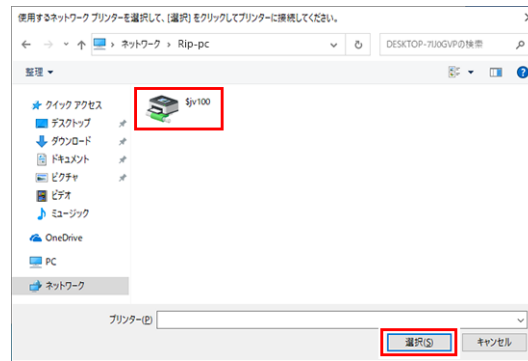 使用するネットワーク プリンターを選択して、[選択] をクリックしてプリンターに接続してください。
ネットワーク › Rip-pc
DESKTOP-7IJ0GVPの検索
整理
クイック アクセス
$jv100
デスクトップ
ダウンロード
ドキュメント
ピクチャ
ビデオ
ミュージック
OneDrive
PC
ネットワーク
プリンター(P)
選択(S)
キャンセル